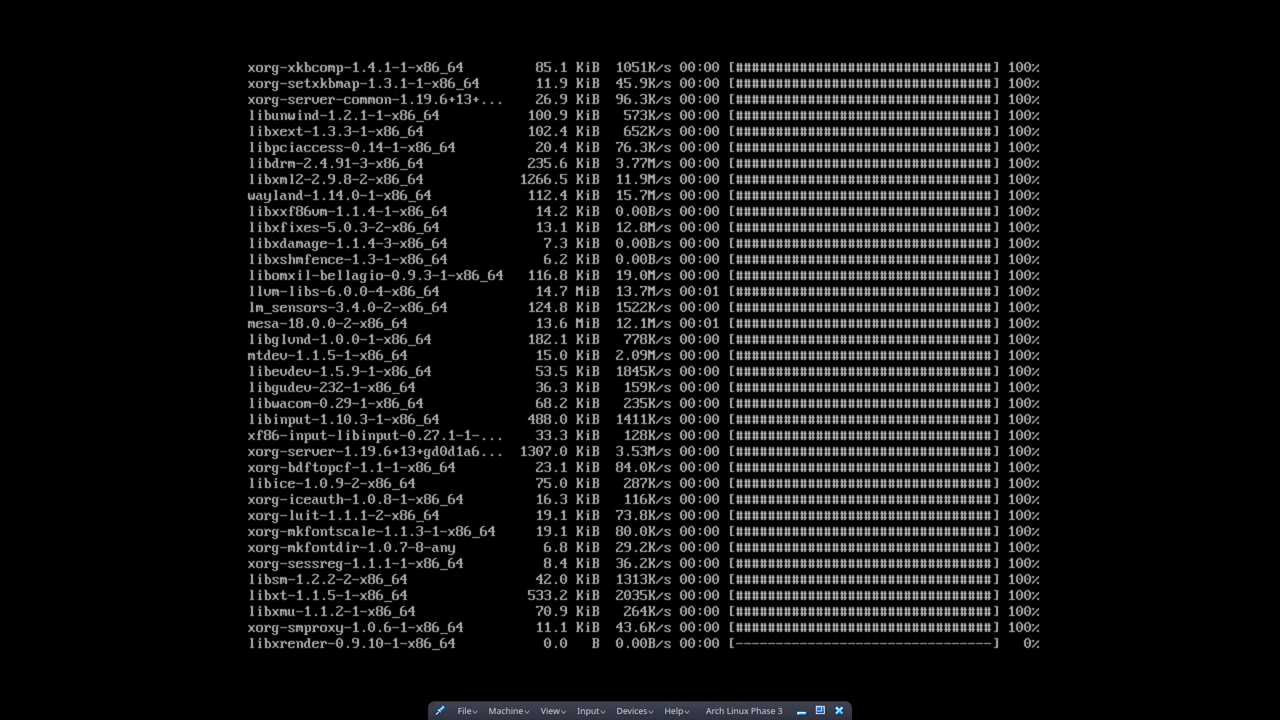 xorg-xkbcomp-1.4.1-1-x86_64 85.1 KiB 1051K/s 00:00 [################################] 100%
xorg-setxkbmap-1.3.1-1-x86_64 11.9 KiB 45.9K/s 00:00 [################################] 100%
xorg-server-common-1.19.6+13+... 26.9 KiB 96.3K/s 00:00 [################################] 100%
libunwind-1.2.1-1-x86_64 100.9 KiB 573K/s 00:00 [################################] 100%
libxext-1.3.3-1-x86_64 102.4 KiB 652K/s 00:00 [################################] 100%
libpciaccess-0.14-1-x86_64 20.4 KiB 76.3K/s 00:00 [################################] 100%
libdrm-2.4.91-3-x86_64 235.6 KiB 3.77M/s 00:00 [################################] 100%
libxml2-2.9.8-2-x86_64 1266.5 KiB 11.9M/s 00:00 [################################] 100%
wayland-1.14.0-1-x86_64 112.4 KiB 15.7M/s 00:00 [################################] 100%
libxxf86vm-1.1.4-1-x86_64 14.2 KiB 0.00B/s 00:00 [################################] 100%
libxfixes-5.0.3-2-x86_64 13.1 KiB 12.8M/s 00:00 [################################] 100%
libxdamage-1.1.4-3-x86_64 7.3 KiB 0.00B/s 00:00 [################################] 100%
libxshmfence-1.3-1-x86_64 6.2 KiB 0.00B/s 00:00 [################################] 100%
libomxil-bellagio-0.9.3-1-x86_64 116.8 KiB 19.0M/s 00:00 [################################] 100%
llvm-libs-6.0.0-4-x86_64 14.7 MiB 13.7M/s 00:01 [################################] 100%
lm_sensors-3.4.0-2-x86_64 124.8 KiB 1522K/s 00:00 [################################] 100%
mesa-18.0.0-2-x86_64 13.6 MiB 12.1M/s 00:01 [################################] 100%
libglvnd-1.0.0-1-x86_64 182.1 KiB 778K/s 00:00 [################################] 100%
mtdev-1.1.5-1-x86_64 15.0 KiB 2.09M/s 00:00 [################################] 100%
libevdev-1.5.9-1-x86_64 53.5 KiB 1845K/s 00:00 [################################] 100%
libgudev-232-1-x86_64 36.3 KiB 159K/s 00:00 [################################] 100%
libwacom-0.29-1-x86_64 68.2 KiB 235K/s 00:00 [################################] 100%
libinput-1.10.3-1-x86_64 488.0 KiB 1411K/s 00:00 [################################] 100%
xf86-input-libinput-0.27.1-1-... 33.3 KiB 128K/s 00:00 [################################] 100%
xorg-server-1.19.6+13+gd0d1a6... 1307.0 KiB 3.53M/s 00:00 [################################] 100%
xorg-bdftopcf-1.1-1-x86_64 23.1 KiB 84.0K/s 00:00 [################################] 100%
libice-1.0.9-2-x86_64 75.0 KiB 287K/s 00:00 [################################] 100%
xorg-iceauth-1.0.8-1-x86_64 16.3 KiB 116K/s 00:00 [################################] 100%
xorg-luit-1.1.1-2-x86_64 19.1 KiB 73.8K/s 00:00 [################################] 100%
xorg-mkfontscale-1.1.3-1-x86_64 19.1 KiB 80.0K/s 00:00 [################################] 100%
xorg-mkfontdir-1.0.7-8-any 6.8 KiB 29.2K/s 00:00 [################################] 100%
xorg-sessreg-1.1.1-1-x86_64 8.4 KiB 36.2K/s 00:00 [################################] 100%
libsm-1.2.2-2-x86_64 42.0 KiB 1313K/s 00:00 [################################] 100%
libxt-1.1.5-1-x86_64 533.2 KiB 2035K/s 00:00 [################################] 100%
libxmu-1.1.2-1-x86_64 70.9 KiB 264K/s 00:00 [################################] 100%
xorg-smproxy-1.0.6-1-x86_64 11.1 KiB 43.6K/s 00:00 [################################] 100%
libxrender-0.9.10-1-x86_64 0.0 B 0.00B/s 00:00 [--------------------------------] 0%
File Machine View Input Devices Help Arch Linux Phase 3